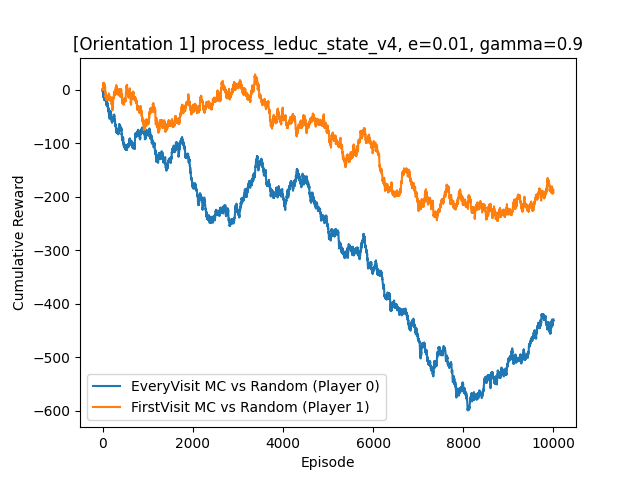 [Orientation 1] process_leduc_state_v4, e=0.01, gamma=0.9
Cumulative Reward
0
−100
−200
−300
−400
−500
−600
EveryVisit MC vs Random (Player 0)
FirstVisit MC vs Random (Player 1)
0 2000 4000 6000 8000 10000
Episode